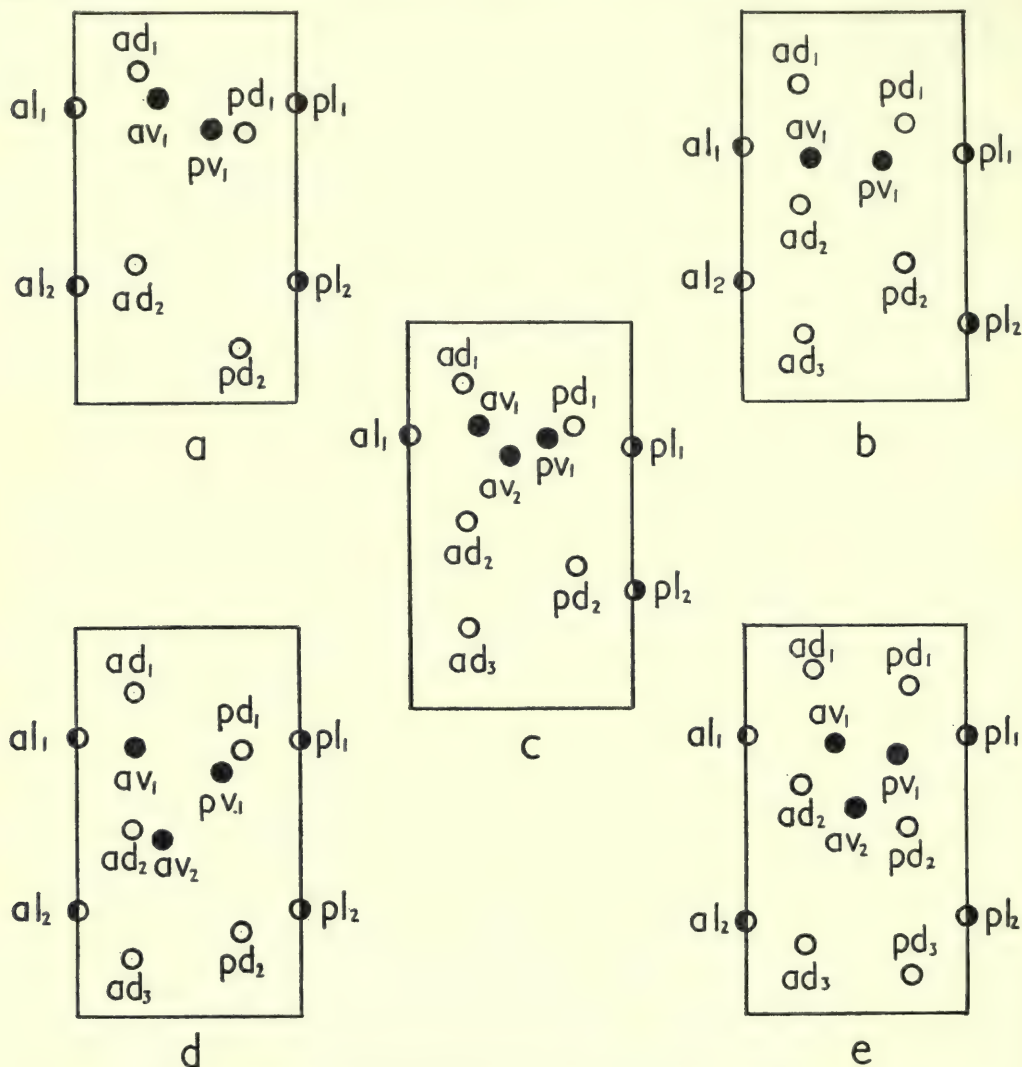 ad₁
al₁
av₁
pd₁
pv₁
pl₁
al₂
ad₂
pl₂
pd₂
a
ad₁
pd₁
al₁
av₁
pv₁
pl₁
ad₂
al₂
pd₂
pl₂
ad₃
b
ad₁
av₁
pd₁
al₁
pv₁
pl₁
av₂
ad₂
pd₂
pl₂
ad₃
c
ad₁
pd₁
al₁
av₁
pl₁
pv₁
ad₂
av₂
al₂
pl₂
pd₂
ad₃
d
ad₁
pd₁
av₁
al₁
pl₁
pv₁
ad₂
av₂
pd₂
al₂
pl₂
ad₃
pd₃
e